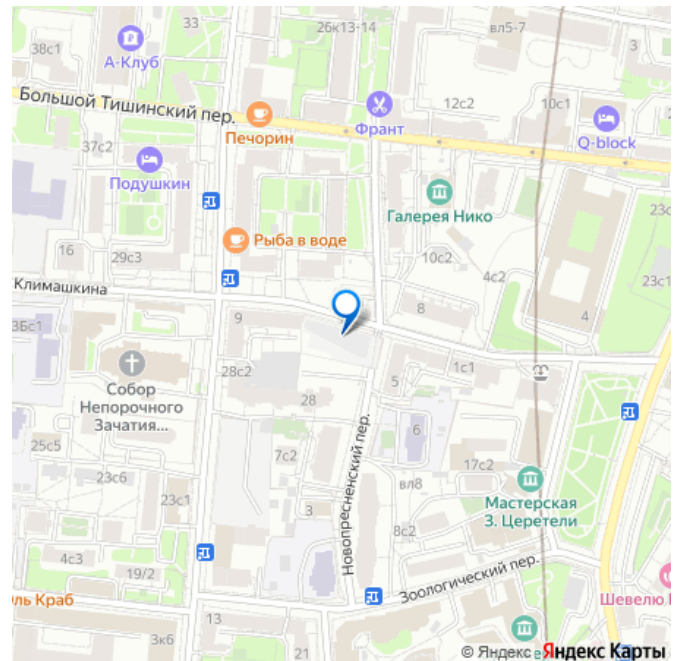 38с1
33
26к13-14
вл5-7
3
А-Клуб
Большой Тишинский пер.
Печорин
Франт
12с2
10с1
Q-block
37с2
Подушкин
Галерея Нико
23с
16
29с3
Рыба в воде
10с2
4с2
23с1
Климашкина
8
4
3Бс1
9
28с2
1с1
5
Собор
Непорочного
Зачатия...
28
6
25с5
7с2
17с2
23с6
вл8
23с1
3
8с2
Мастерская
З. Церетели
Новопресненский пер.
4с3
19/2
Зоологический пер.
ль Краб
13
Шевелю
3к6
21
© Яндекс Яндекс Карты